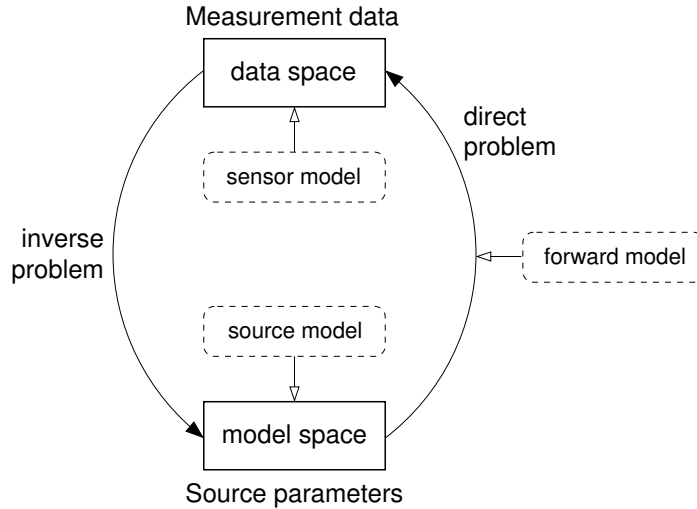 Measurement data
data space
direct
problem
sensor model
inverse
problem
forward model
source model
model space
Source parameters